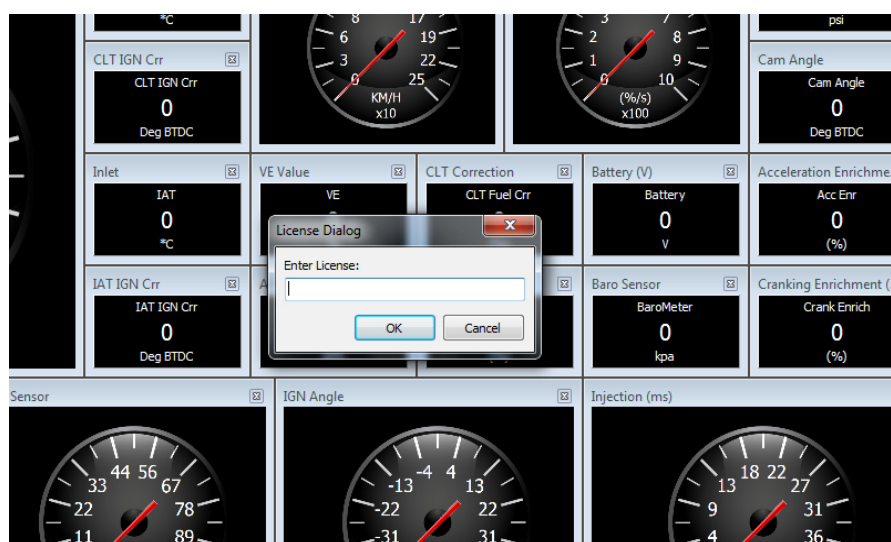 *C
8
17
6
19
3
22
0
25
KM/H
x10
3
7
2
8
1
9
0
10
(%/s)
x100
psi
CLT IGN Crr
CLT IGN Crr
0
Deg BTDC
Cam Angle
Cam Angle
0
Deg BTDC
Inlet
IAT
0
*C
VE Value
VE
CLT Correction
CLT Fuel Crr
Battery (V)
Battery
0
V
Acceleration Enrichme
Acc Enr
0
(%)
License Dialog
Enter License:
OK
Cancel
IAT IGN Crr
IAT IGN Crr
0
Deg BTDC
Baro Sensor
BaroMeter
0
kpa
Cranking Enrichment (
Crank Enrich
0
(%)
Sensor
44 56
33
67
22
78
11
89
IGN Angle
-4 4
-13
13
-22
22
-31
31
Injection (ms)
18 22
13
27
9
31
4
36